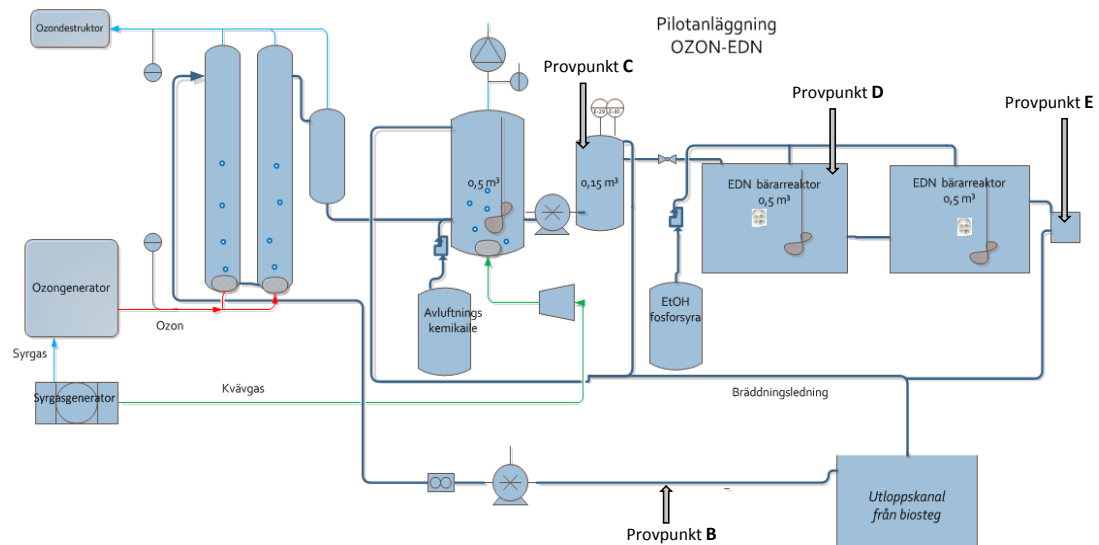 Pilotanläggning
OZON-EDN
Ozondestruktor
Provpunkt C
Provpunkt D
Provpunkt E
0,5 m³
0,15 m³
EDN bärarreaktor
0,5 m³
EDN bärarreaktor
0,5 m³
Ozongenerator
Ozon
Syrgas
Syrgasgenerator
Kvävgas
Avluftnings
kemikaile
EtOH
fosforsyra
Bräddningsledning
Provpunkt B
Utloppskanal
från biosteg